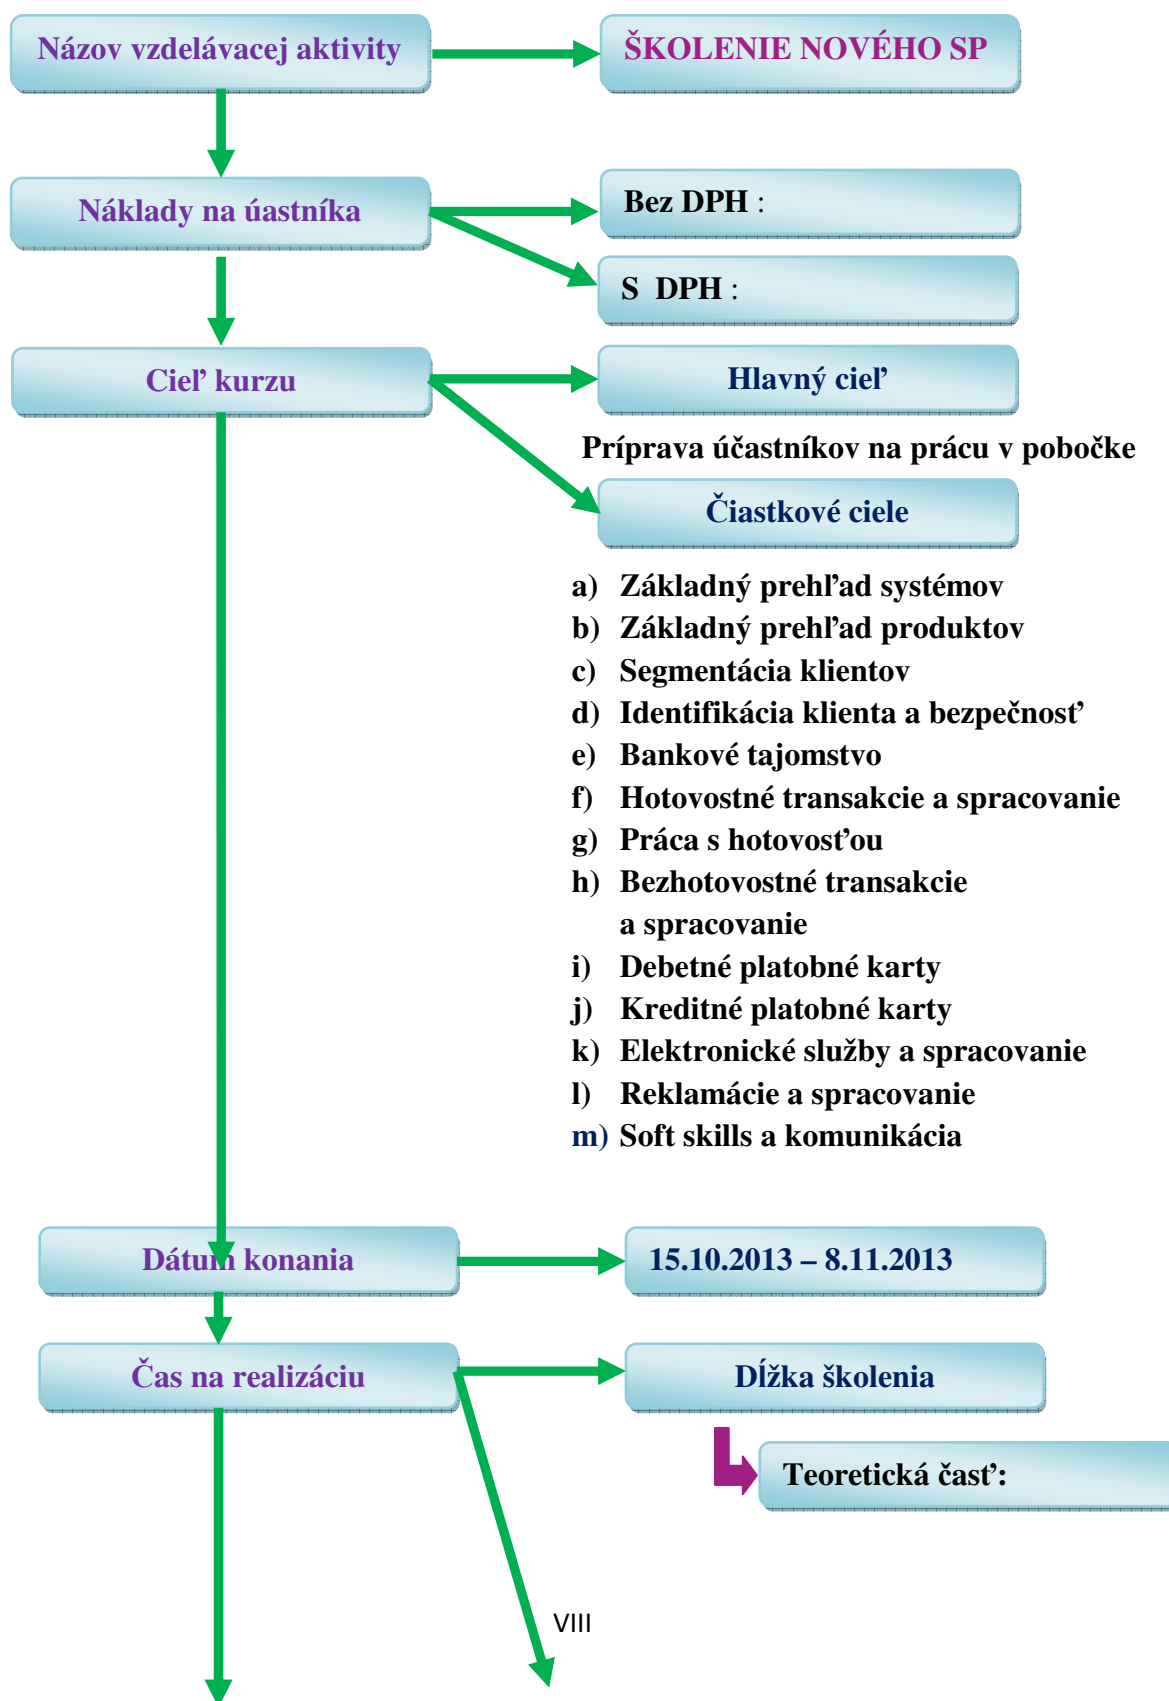 Názov vzdelávacej aktivity
ŠKOLENIE NOVÉHO SP
Náklady na úastníka
Bez DPH :
S DPH :
Cieľ kurzu
Hlavný cieľ
Príprava účastníkov na prácu v pobočke
Čiastkové ciele
a) Základný prehľad systémov
b) Základný prehľad produktov
c) Segmentácia klientov
d) Identifikácia klienta a bezpečnosť
e) Bankové tajomstvo
f) Hotovostné transakcie a spracovanie
g) Práca s hotovosťou
h) Bezhotovostné transakcie
a spracovanie
i) Debetné platobné karty
j) Kreditné platobné karty
k) Elektronické služby a spracovanie
l) Reklamácie a spracovanie
m) Soft skills a komunikácia
Dátum konania
15.10.2013 – 8.11.2013
Čas na realizáciu
Dĺžka školenia
Teoretická časť:
VIII